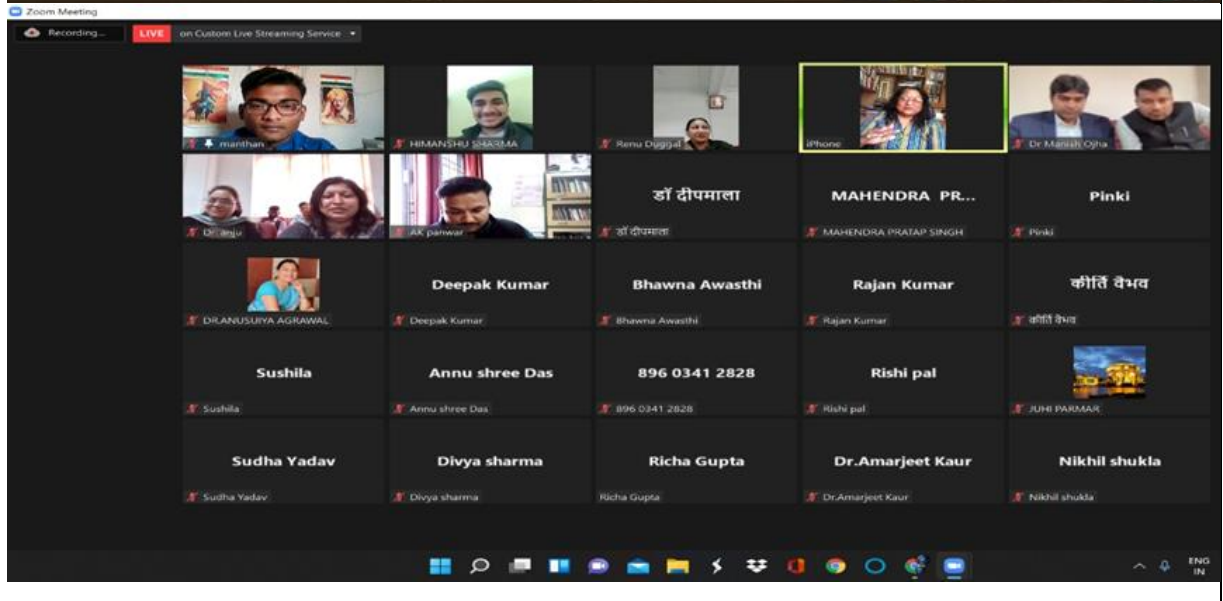 Zoom Meeting
Recording...
LIVE on Custom Live Streaming Service
manthan
HIMANSHU SHARMA
Renu Duggal
iPhone
Dr Manish Ojha
डॉ दीपमाला
MAHENDRA PR...
Pinki
Dr. anju
AK panwar
डॉ दीपमाला
MAHENDRA PRATAP SINGH
Pinki
Deepak Kumar
Bhawna Awasthi
Rajan Kumar
कीर्ति वैभव
DR.ANUSUIYA AGRAWAL
Deepak Kumar
Bhawna Awasthi
Rajan Kumar
कीर्ति वैभव
Sushila
Annu shree Das
896 0341 2828
Rishi pal
Sushila
Annu shree Das
896 0341 2828
Rishi pal
JUHI PARMAR
Sudha Yadav
Divya sharma
Richa Gupta
Dr.Amarjeet Kaur
Nikhil shukla
Sudha Yadav
Divya sharma
Richa Gupta
Dr.Amarjeet Kaur
Nikhil shukla
ENG
IN